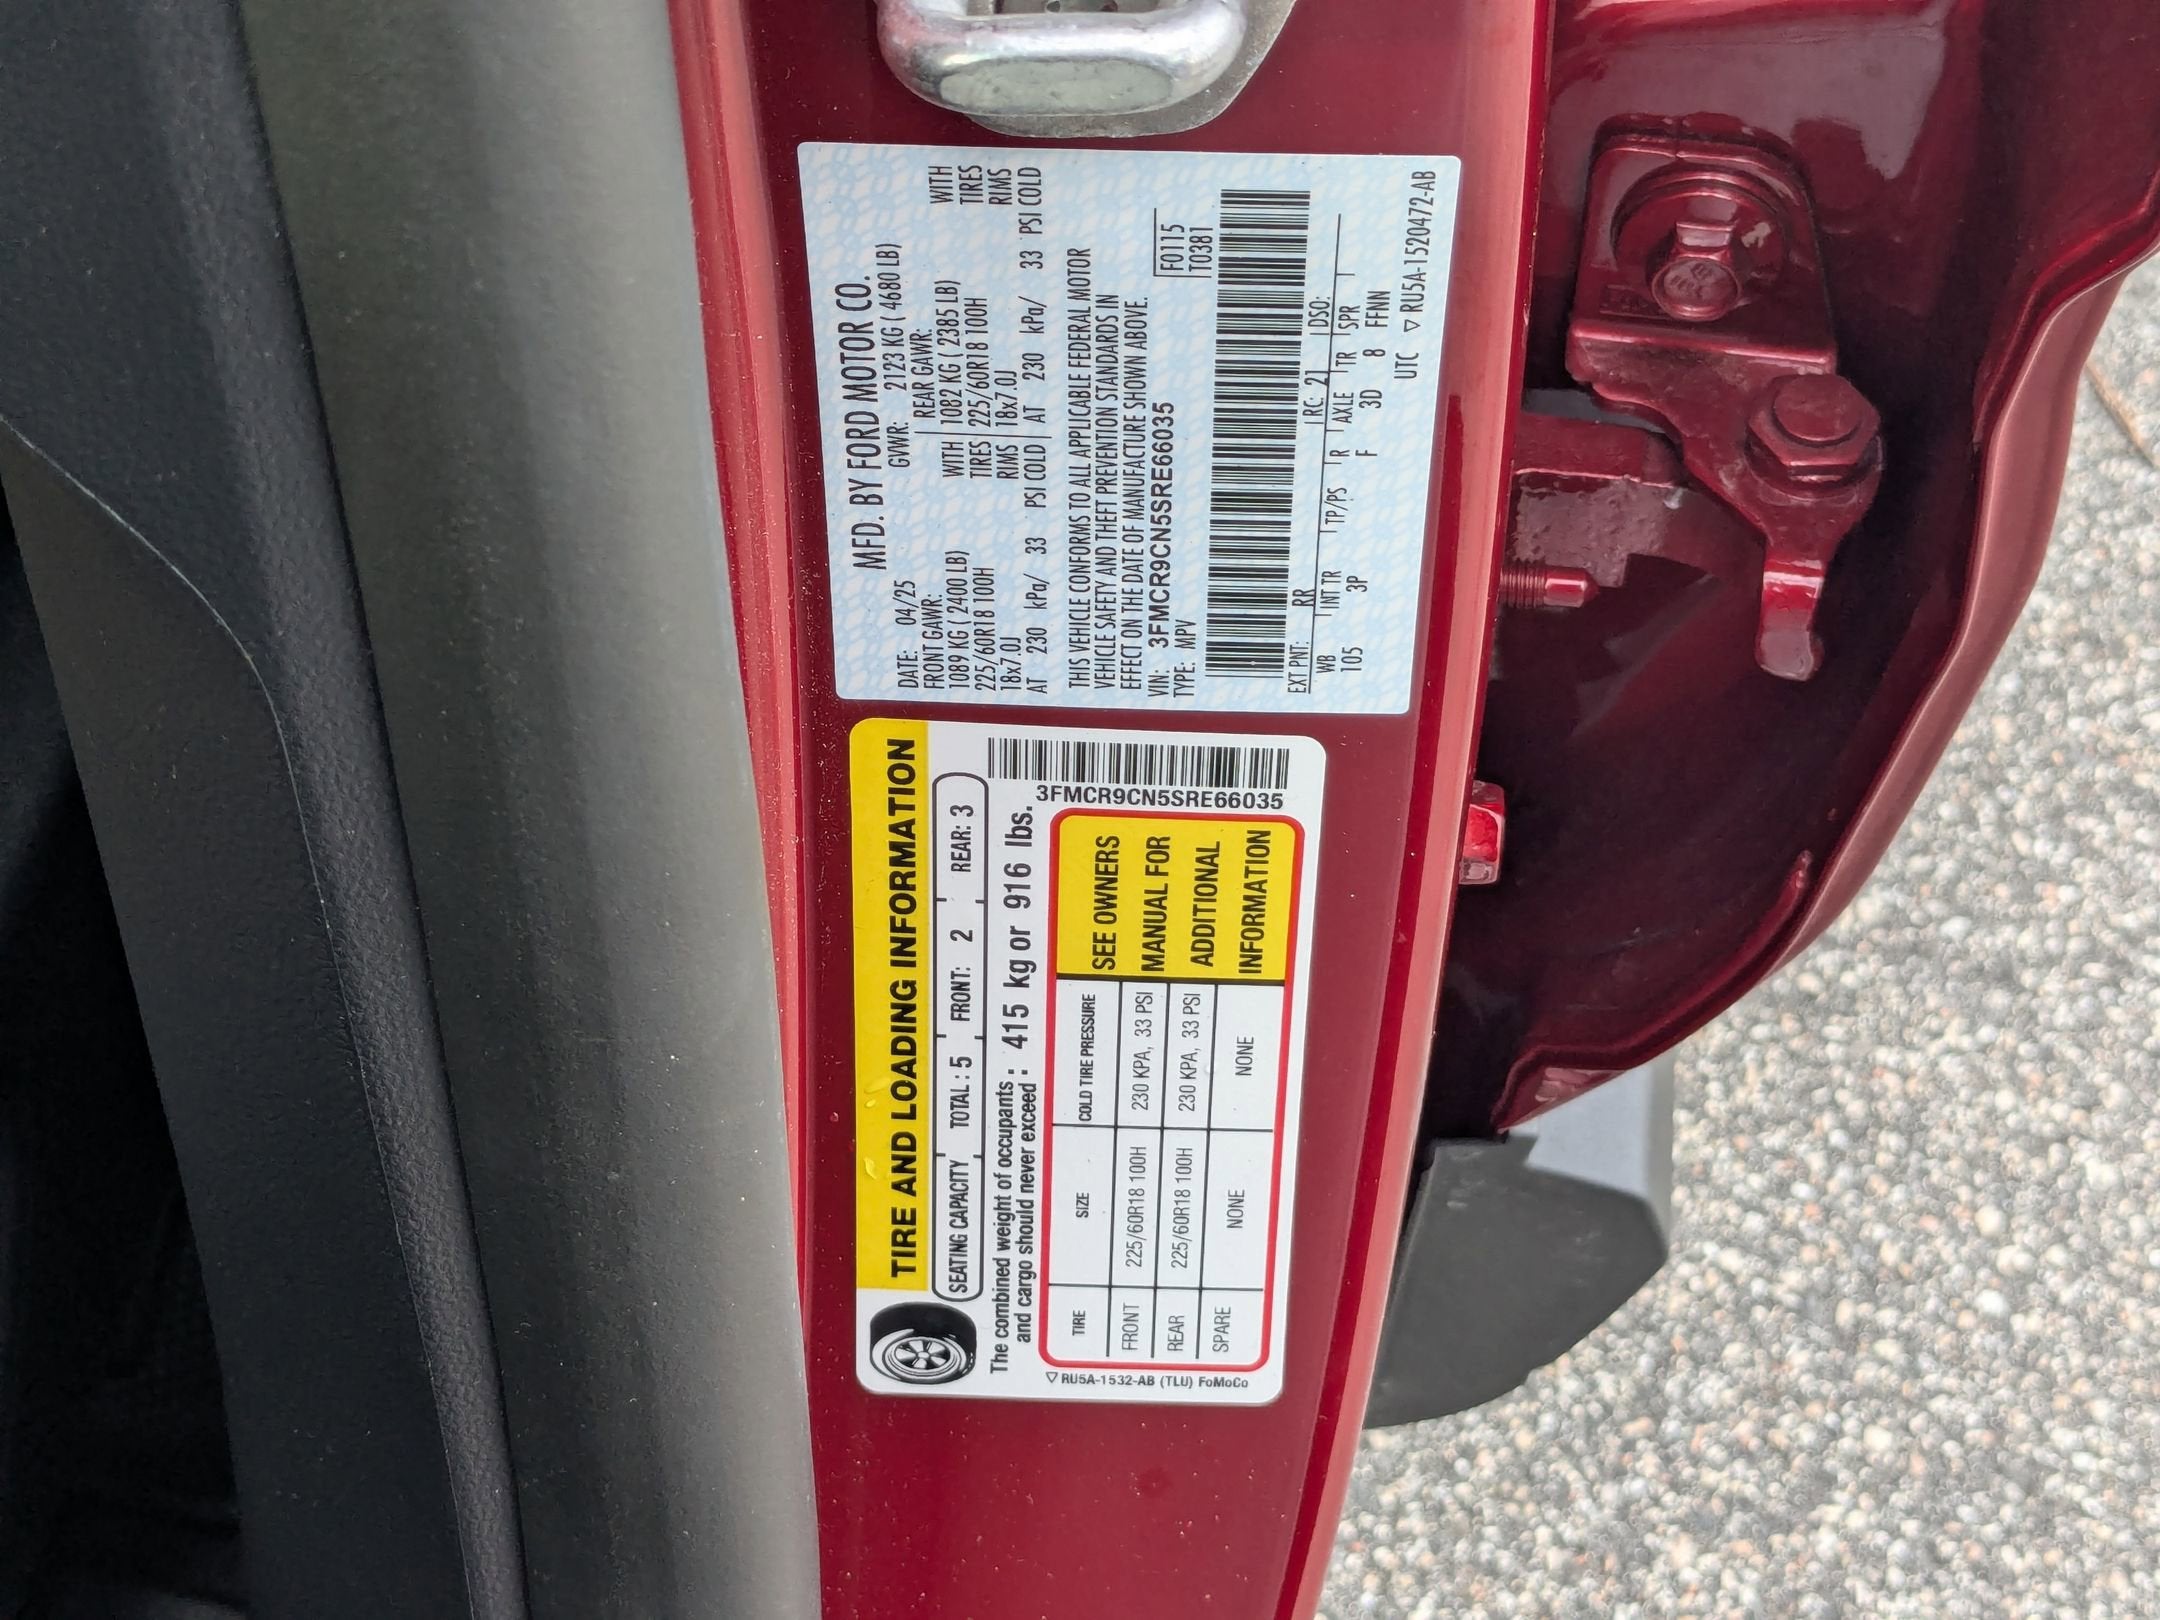 MFD. BY FORD MOTOR CO.
DATE: 04/25 GVWR: 2123 KG ( 4680 LB)
FRONT GAWR: REAR GAWR:
1089 KG ( 2400 LB) WITH 1082 KG ( 2385 LB) WITH
225/60R18 100H TIRES 225/60R18 100H TIRES
18x7.0J RIMS 18x7.0J RIMS
AT 230 kPa/ 33 PSI COLD AT 230 kPa/ 33 PSI COLD
THIS VEHICLE CONFORMS TO ALL APPLICABLE FEDERAL MOTOR
VEHICLE SAFETY AND THEFT PREVENTION STANDARDS IN
EFFECT ON THE DATE OF MANUFACTURE SHOWN ABOVE.
VIN: 3FMCR9CN5SRE66035 F0115
TYPE: MPV T0381
EXT PNT: RR RC: 21 DSO:
WB INT TR TP/PS R AXLE TR SPR
105 3P F 3D 8 FFNN
UTC ▽ RU5A-1520472-AB
TIRE AND LOADING INFORMATION
SEATING CAPACITY TOTAL : 5 FRONT: 2 REAR: 3
The combined weight of occupants
and cargo should never exceed : 415 kg or 916 lbs.
3FMCR9CN5SRE66035
TIRE SIZE COLD TIRE PRESSURE
FRONT 225/60R18 100H 230 KPA, 33 PSI
REAR 225/60R18 100H 230 KPA, 33 PSI
SPARE NONE NONE
SEE OWNERS
MANUAL FOR
ADDITIONAL
INFORMATION
▽ RU5A-1532-AB (TLU) FoMoCo